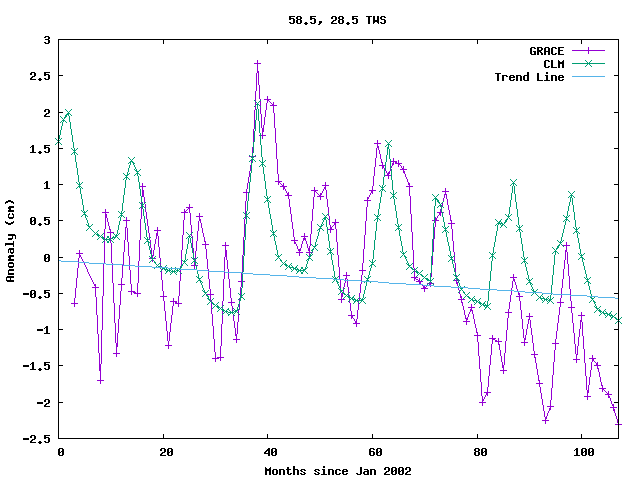 58.5, 28.5 TWS
GRACE
CLM
Trend Line
3
2.5
2
1.5
1
0.5
0
-0.5
-1
-1.5
-2
-2.5
Anomaly (cm)
0 20 40 60 80 100
Months since Jan 2002